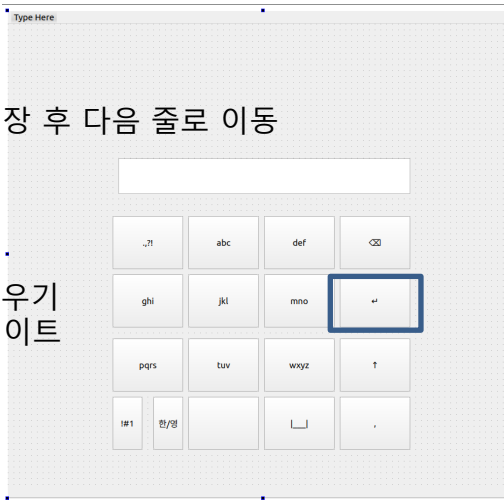 Type Here
장 후 다음 줄로 이동
.,?! abc def ⌫
우기
ghi jkl mno ↵
이트
pqrs tuv wxyz ↑
!#1 한/영 |__| ,